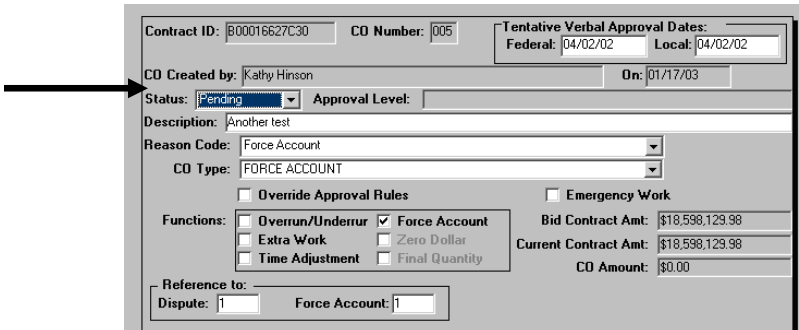 Contract ID: B00016627C30 CO Number: 005 Tentative Verbal Approval Dates:
Federal: 04/02/02 Local: 04/02/02
CO Created by: Kathy Hinson On: 01/17/03
Status: Pending Approval Level:
Description: Another test
Reason Code: Force Account
CO Type: FORCE ACCOUNT
Override Approval Rules Emergency Work
Functions: Overrun/Underrur Force Account Bid Contract Amt: $18,598,129.98
Extra Work Zero Dollar Current Contract Amt: $18,598,129.98
Time Adjustment Final Quantity CO Amount: $0.00
Reference to:
Dispute: 1 Force Account: 1